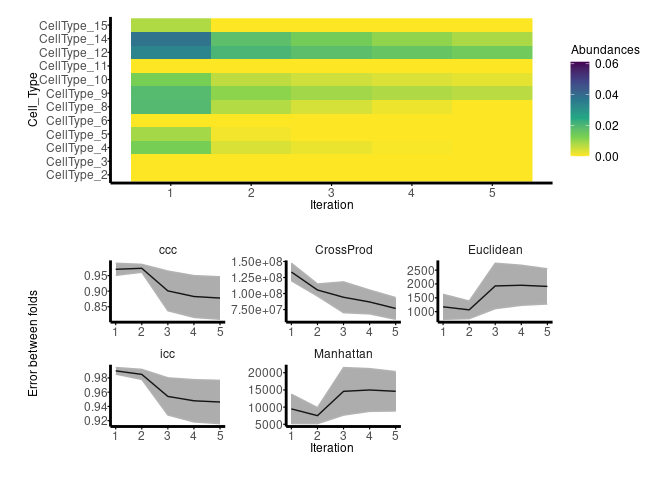 CellType_15
CellType_14
CellType_12
CellType_11
CellType_10
CellType_9
CellType_8
CellType_6
CellType_5
CellType_4
CellType_3
CellType_2
Cell_Type
1 2 3 4 5
Iteration
Abundances
0.06
0.04
0.02
0.00
Error between folds
ccc
0.95
0.90
0.85
1 2 3 4 5
CrossProd
1.50e+08
1.25e+08
1.00e+08
7.50e+07
1 2 3 4 5
Euclidean
2500
2000
1500
1000
1 2 3 4 5
icc
0.98
0.96
0.94
0.92
1 2 3 4 5
Manhattan
20000
15000
10000
5000
1 2 3 4 5
Iteration